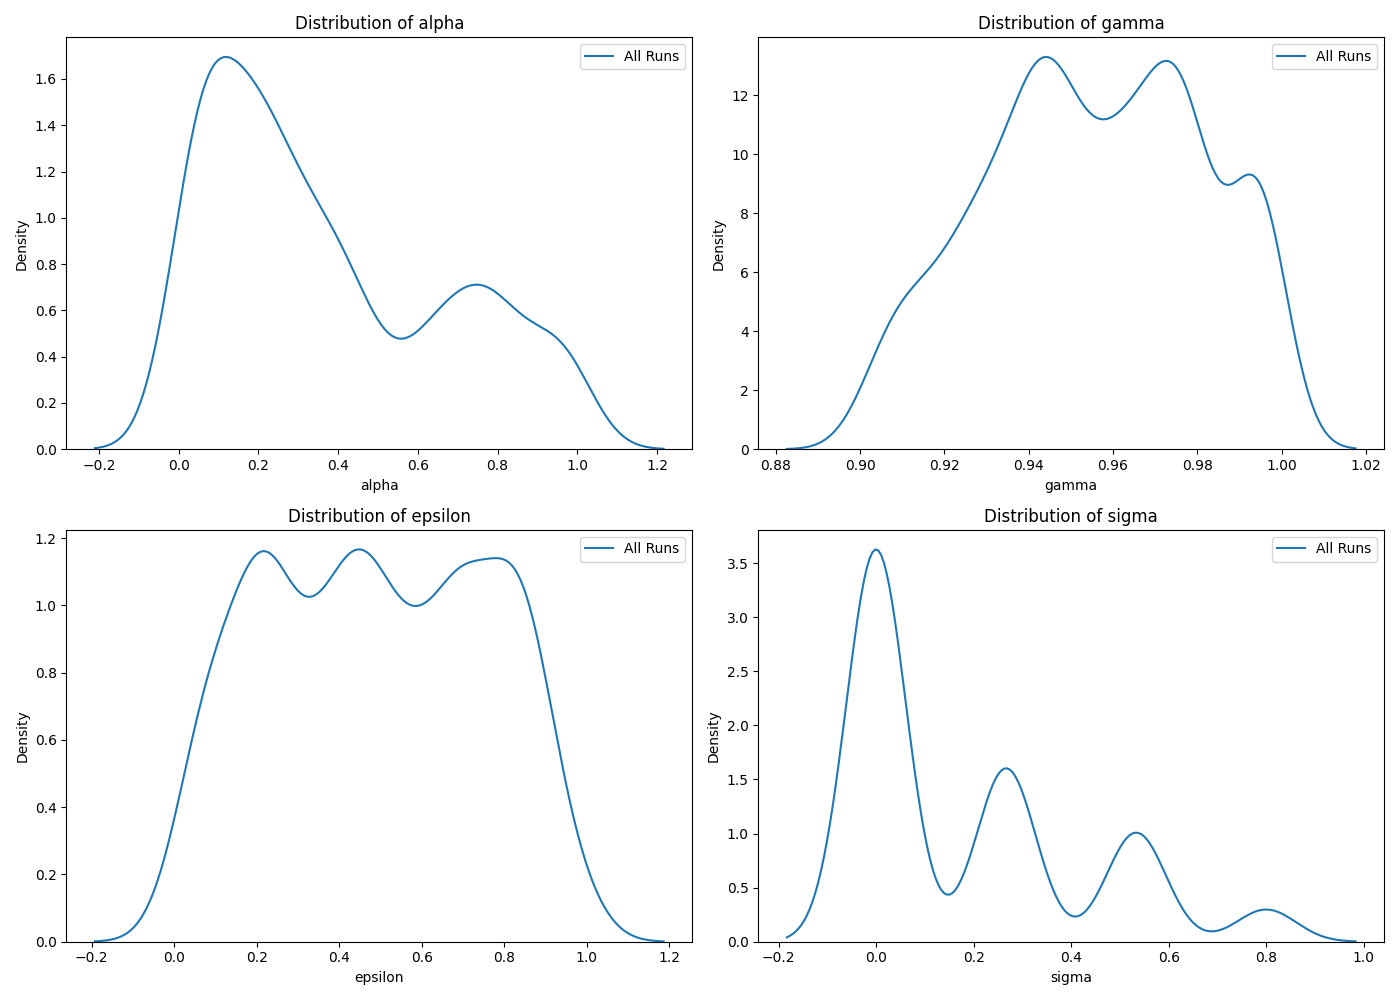 Distribution of alpha
All Runs
Density
1.6
1.4
1.2
1.0
0.8
0.6
0.4
0.2
0.0
−0.2 0.0 0.2 0.4 0.6 0.8 1.0 1.2
alpha
Distribution of gamma
All Runs
Density
12
10
8
6
4
2
0
0.88 0.90 0.92 0.94 0.96 0.98 1.00 1.02
gamma
Distribution of epsilon
All Runs
Density
1.2
1.0
0.8
0.6
0.4
0.2
0.0
−0.2 0.0 0.2 0.4 0.6 0.8 1.0 1.2
epsilon
Distribution of sigma
All Runs
Density
3.5
3.0
2.5
2.0
1.5
1.0
0.5
0.0
−0.2 0.0 0.2 0.4 0.6 0.8 1.0
sigma